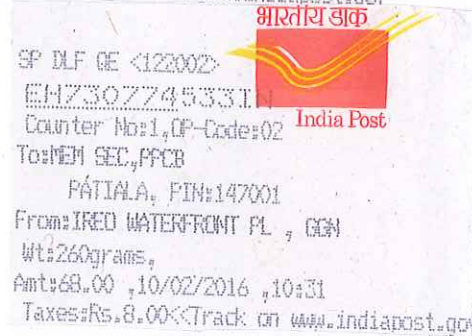 भारतीय डाक
SP DLF QE <122002>
EH730774533IN
Counter No:1,OP-Code:02
India Post
To:MEM SEC,PPCB
PATIALA, PIN:147001
From:IREO WATERFRONT PL , GGN
Wt:260grams,
Amt:68.00 ,10/02/2016 ,10:31
Taxes:Rs.8.00<<Track on www.indiapost.gov